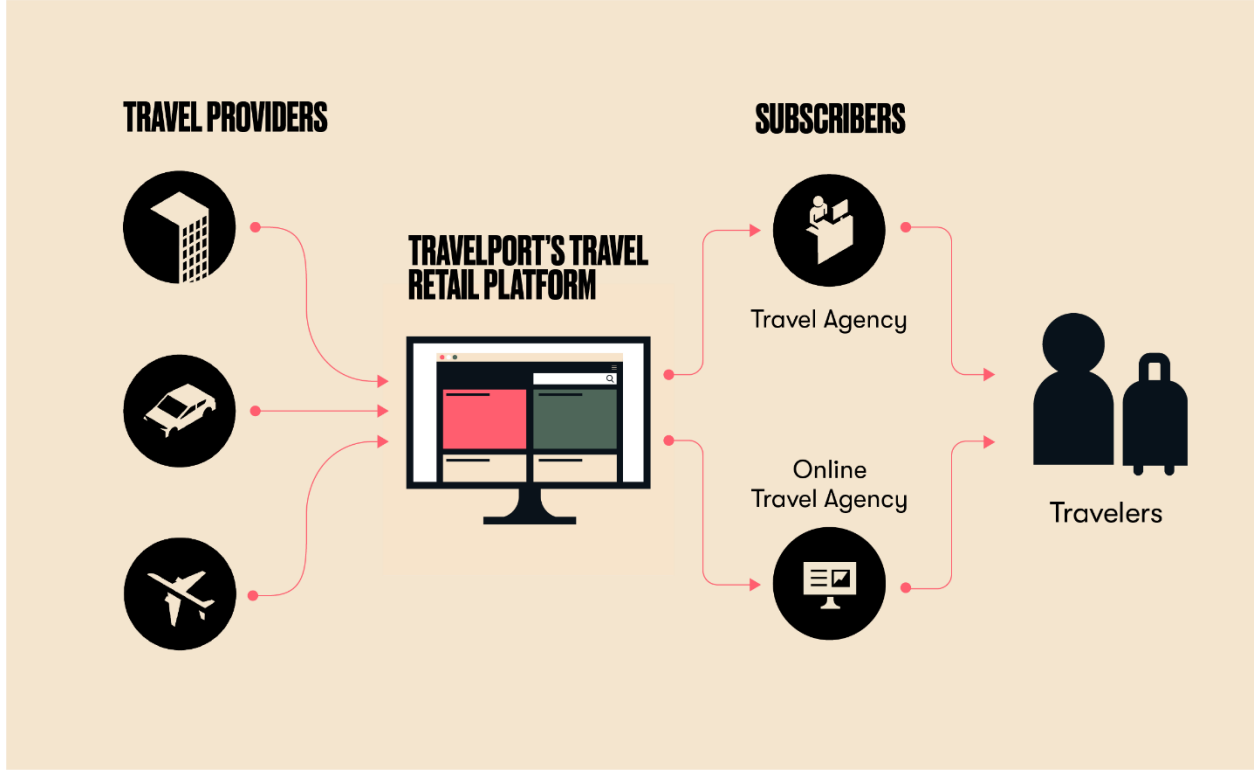 TRAVEL PROVIDERS
SUBSCRIBERS
TRAVELPORT'S TRAVEL
RETAIL PLATFORM
Travel Agency
Online
Travel Agency
Travelers